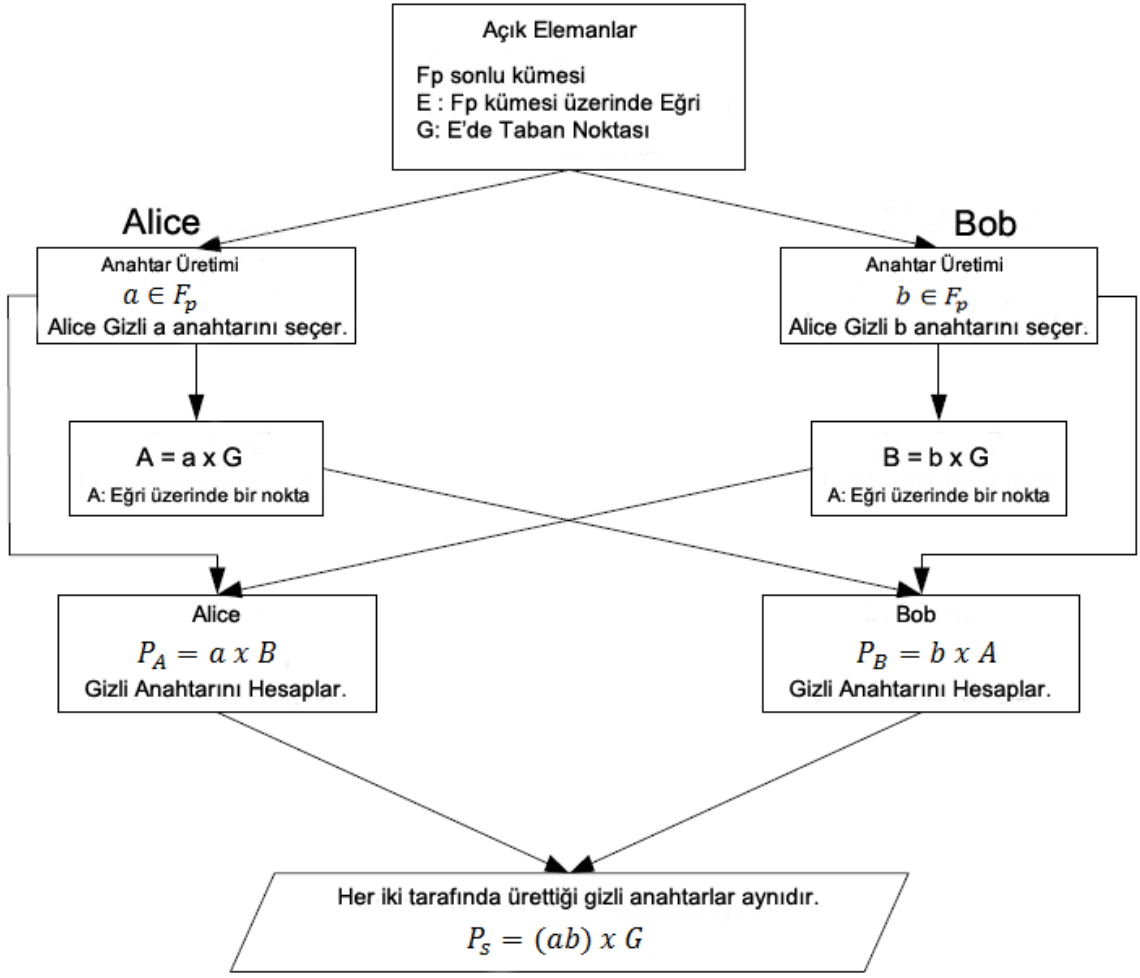 Açık Elemanlar
Fp sonlu kümesi
E : Fp kümesi üzerinde Eğri
G: E'de Taban Noktası
Alice
Bob
Anahtar Üretimi
a ∈ F_p
Alice Gizli a anahtarını seçer.
Anahtar Üretimi
b ∈ F_p
Alice Gizli b anahtarını seçer.
A = a x G
A: Eğri üzerinde bir nokta
B = b x G
A: Eğri üzerinde bir nokta
Alice
P_A = a x B
Gizli Anahtarını Hesaplar.
Bob
P_B = b x A
Gizli Anahtarını Hesaplar.
Her iki tarafında ürettiği gizli anahtarlar aynıdır.
P_s = (ab) x G